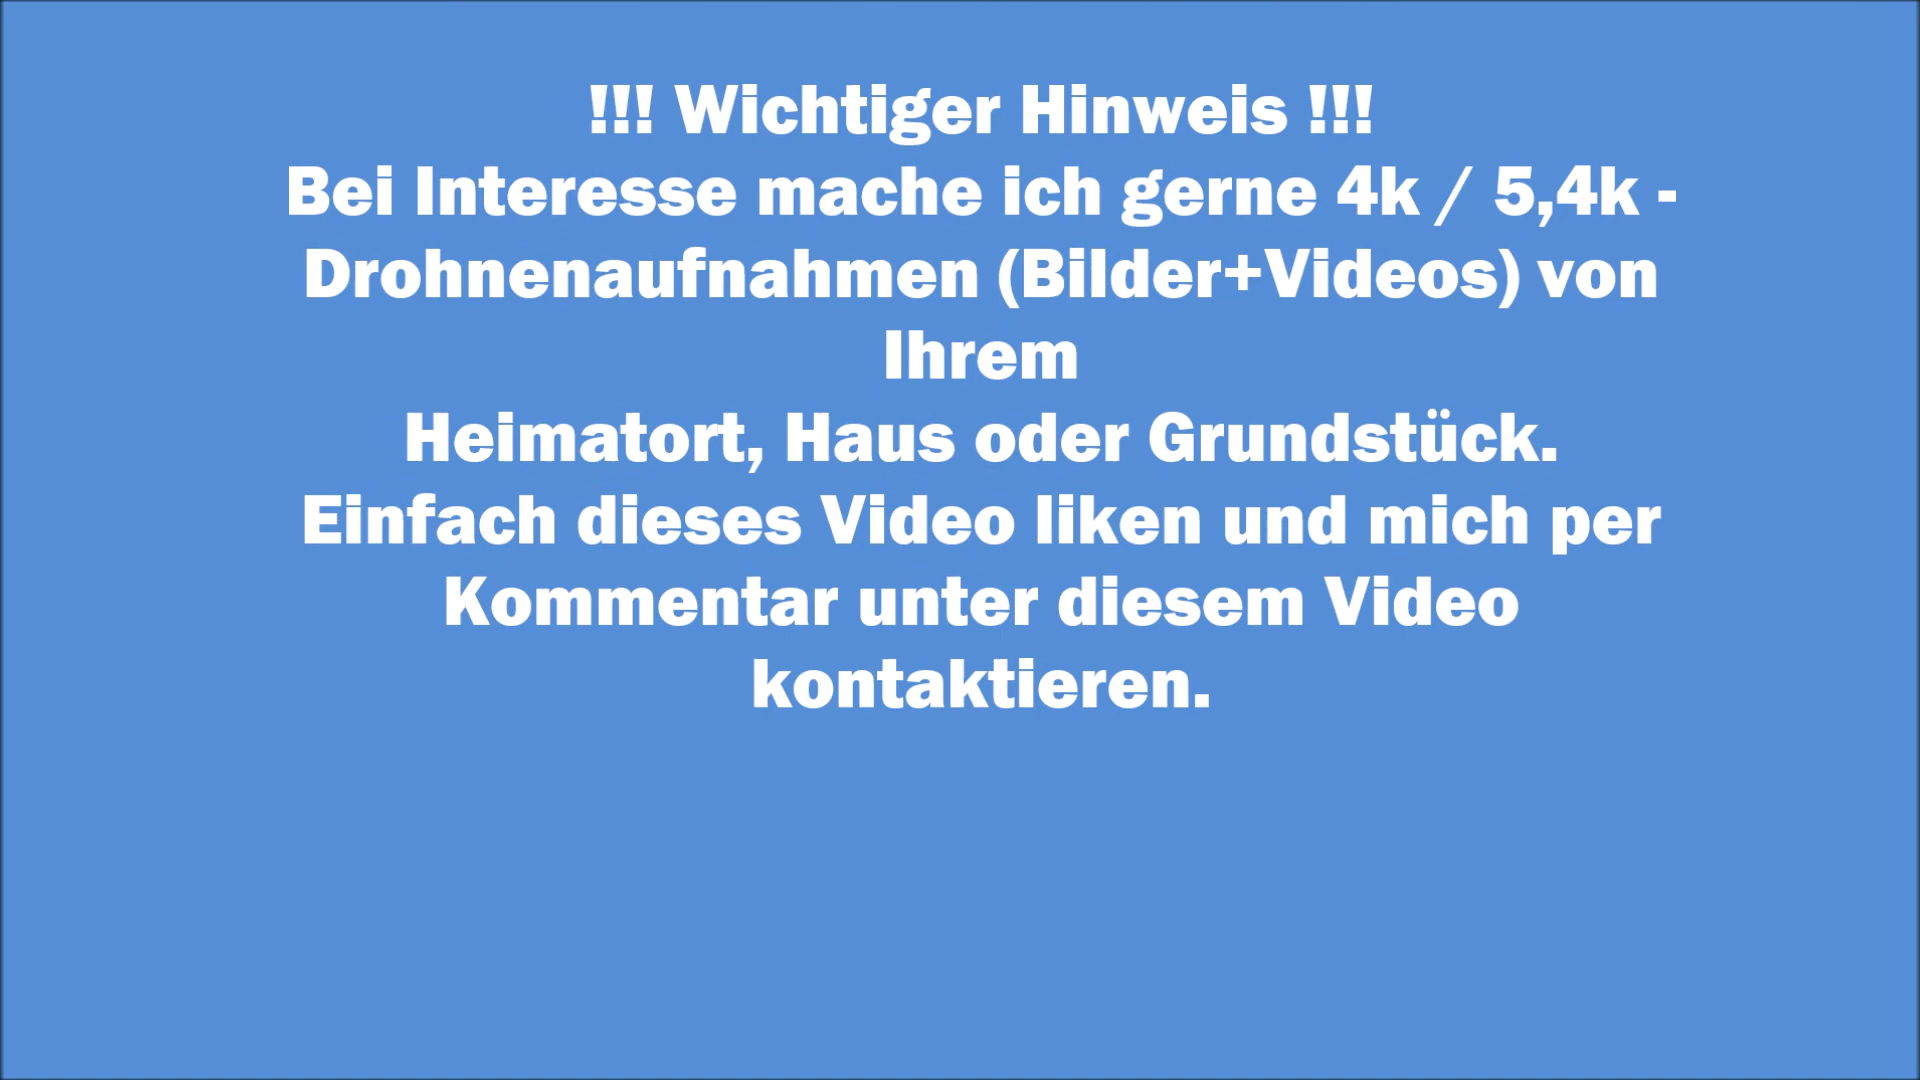 !!! Wichtiger Hinweis !!!
Bei Interesse mache ich gerne 4k / 5,4k -
Drohnenaufnahmen (Bilder+Videos) von
Ihrem
Heimatort, Haus oder Grundstück.
Einfach dieses Video liken und mich per
Kommentar unter diesem Video
kontaktieren.